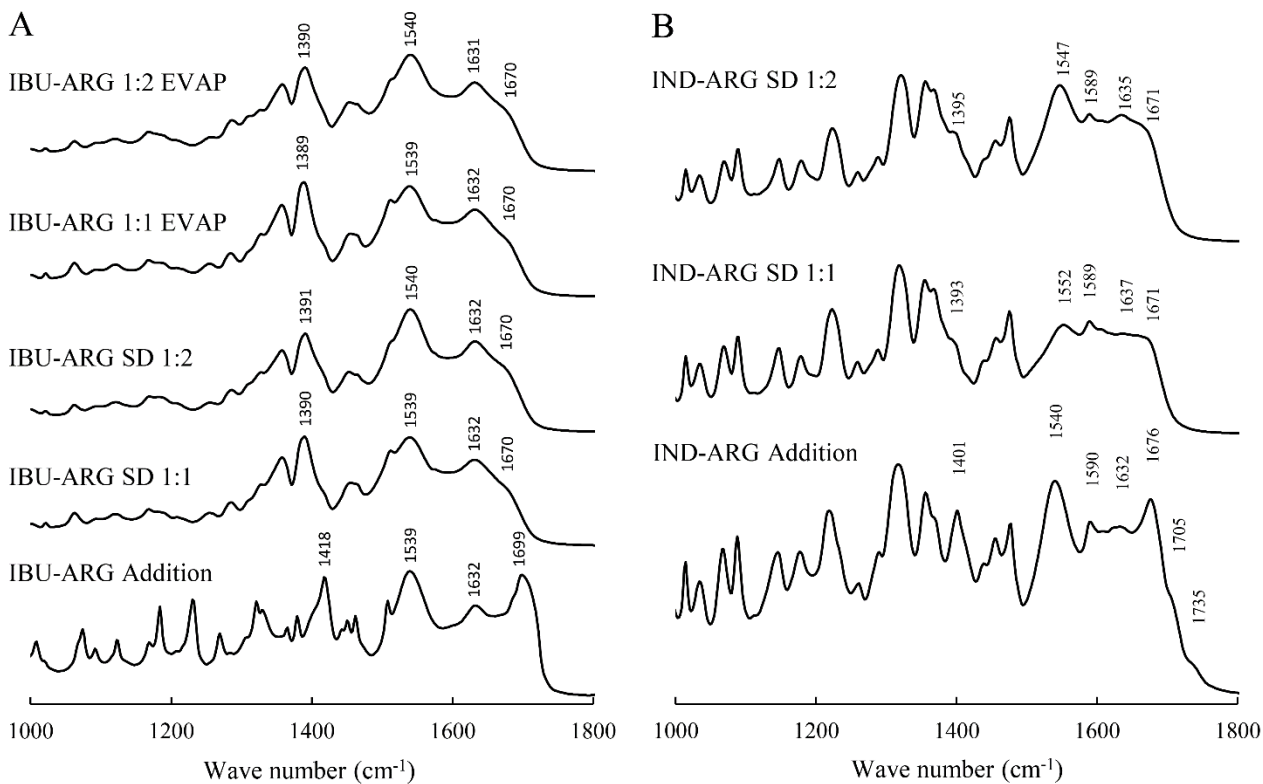 A
IBU-ARG 1:2 EVAP
1390
1540
1631
1670
IBU-ARG 1:1 EVAP
1389
1539
1632
1670
IBU-ARG SD 1:2
1391
1540
1632
1670
IBU-ARG SD 1:1
1390
1539
1632
1670
IBU-ARG Addition
1418
1539
1632
1699
1000 1200 1400 1600 1800
Wave number (cm⁻¹)
B
IND-ARG SD 1:2
1395
1547
1589
1635
1671
IND-ARG SD 1:1
1393
1552
1589
1637
1671
IND-ARG Addition
1401
1540
1590
1632
1676
1705
1735
1000 1200 1400 1600 1800
Wave number (cm⁻¹)